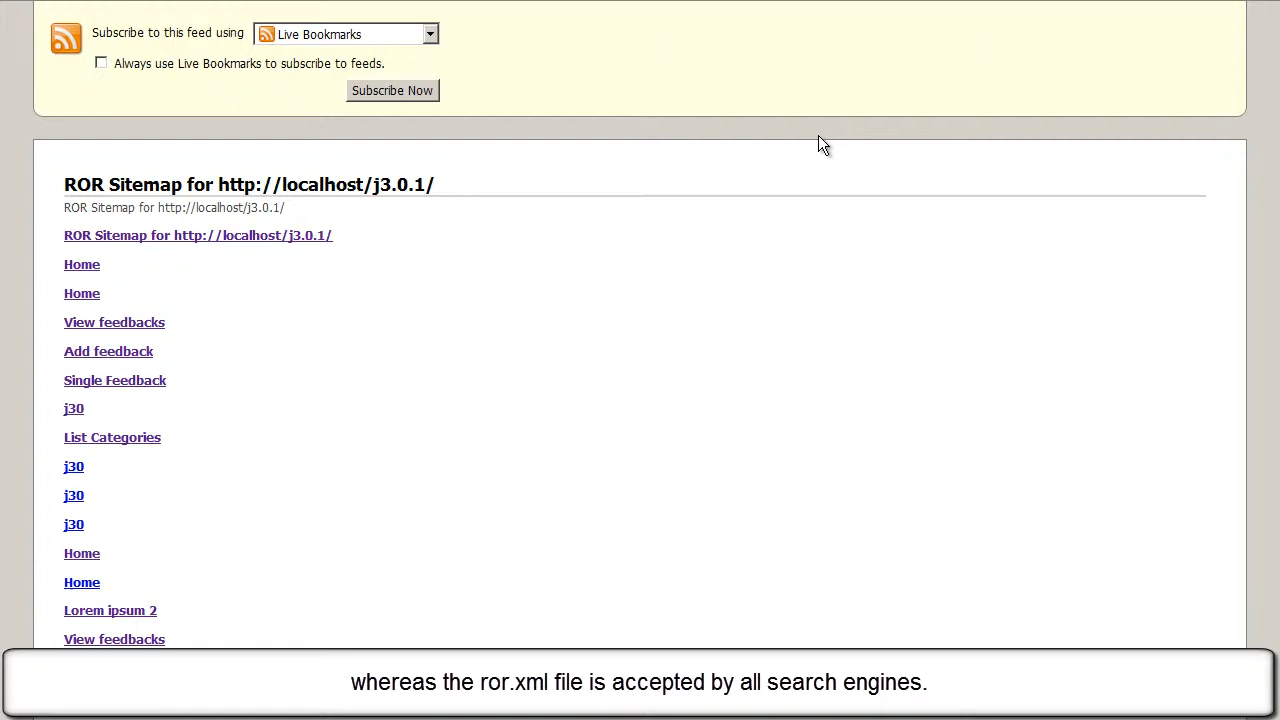 Subscribe to this feed using
Live Bookmarks
Always use Live Bookmarks to subscribe to feeds.
Subscribe Now
ROR Sitemap for http://localhost/j3.0.1/
ROR Sitemap for http://localhost/j3.0.1/
ROR Sitemap for http://localhost/j3.0.1/
Home
Home
View feedbacks
Add feedback
Single Feedback
j30
List Categories
j30
j30
j30
Home
Home
Lorem ipsum 2
View feedbacks
whereas the ror.xml file is accepted by all search engines.